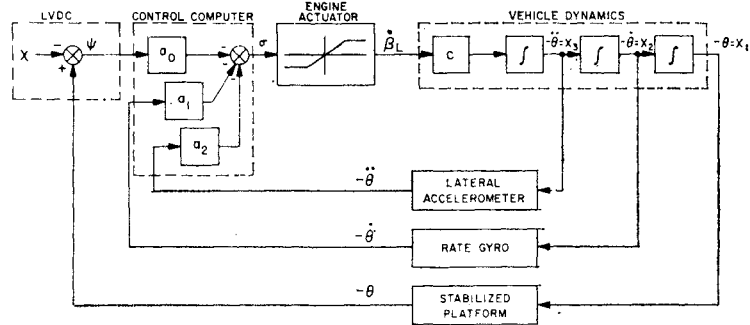 LVDC
CONTROL COMPUTER
ENGINE
ACTUATOR
VEHICLE DYNAMICS
χ
−
+
ψ
a₀
−
−
−
σ
β̇L
c
∫
-θ̈=X₃
∫
-θ̇=X₂
∫
-θ=X₁
a₁
a₂
-θ̈
LATERAL
ACCELEROMETER
-θ̇
RATE GYRO
-θ
STABILIZED
PLATFORM